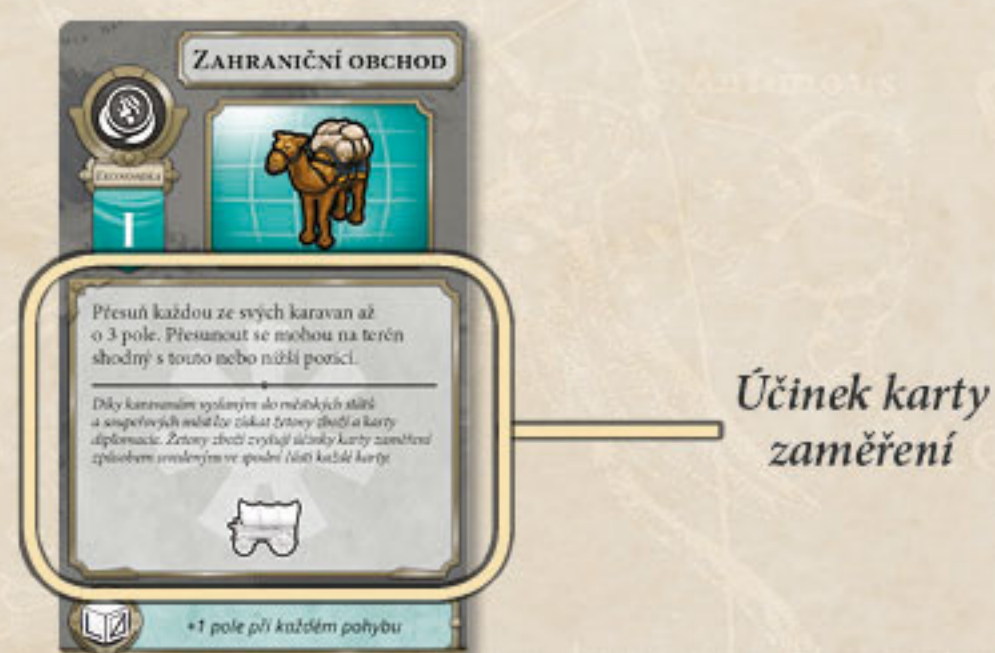 ZAHRANIČNÍ OBCHOD
EKONOMIKA
1
Přesuň každou ze svých karavan až
o 3 pole. Přesunout se mohou na terén
shodný s touto nebo nižší pozicí.
Díky karavanám vyslaným do městských států
a soupeřových měst lze získat žetony zboží a karty
diplomacie. Žetony zboží zvyšují účinky karty zaměření
způsobem uvedeným ve spodní části každé karty.
+1 pole při každém pohybu
Účinek karty
zaměření